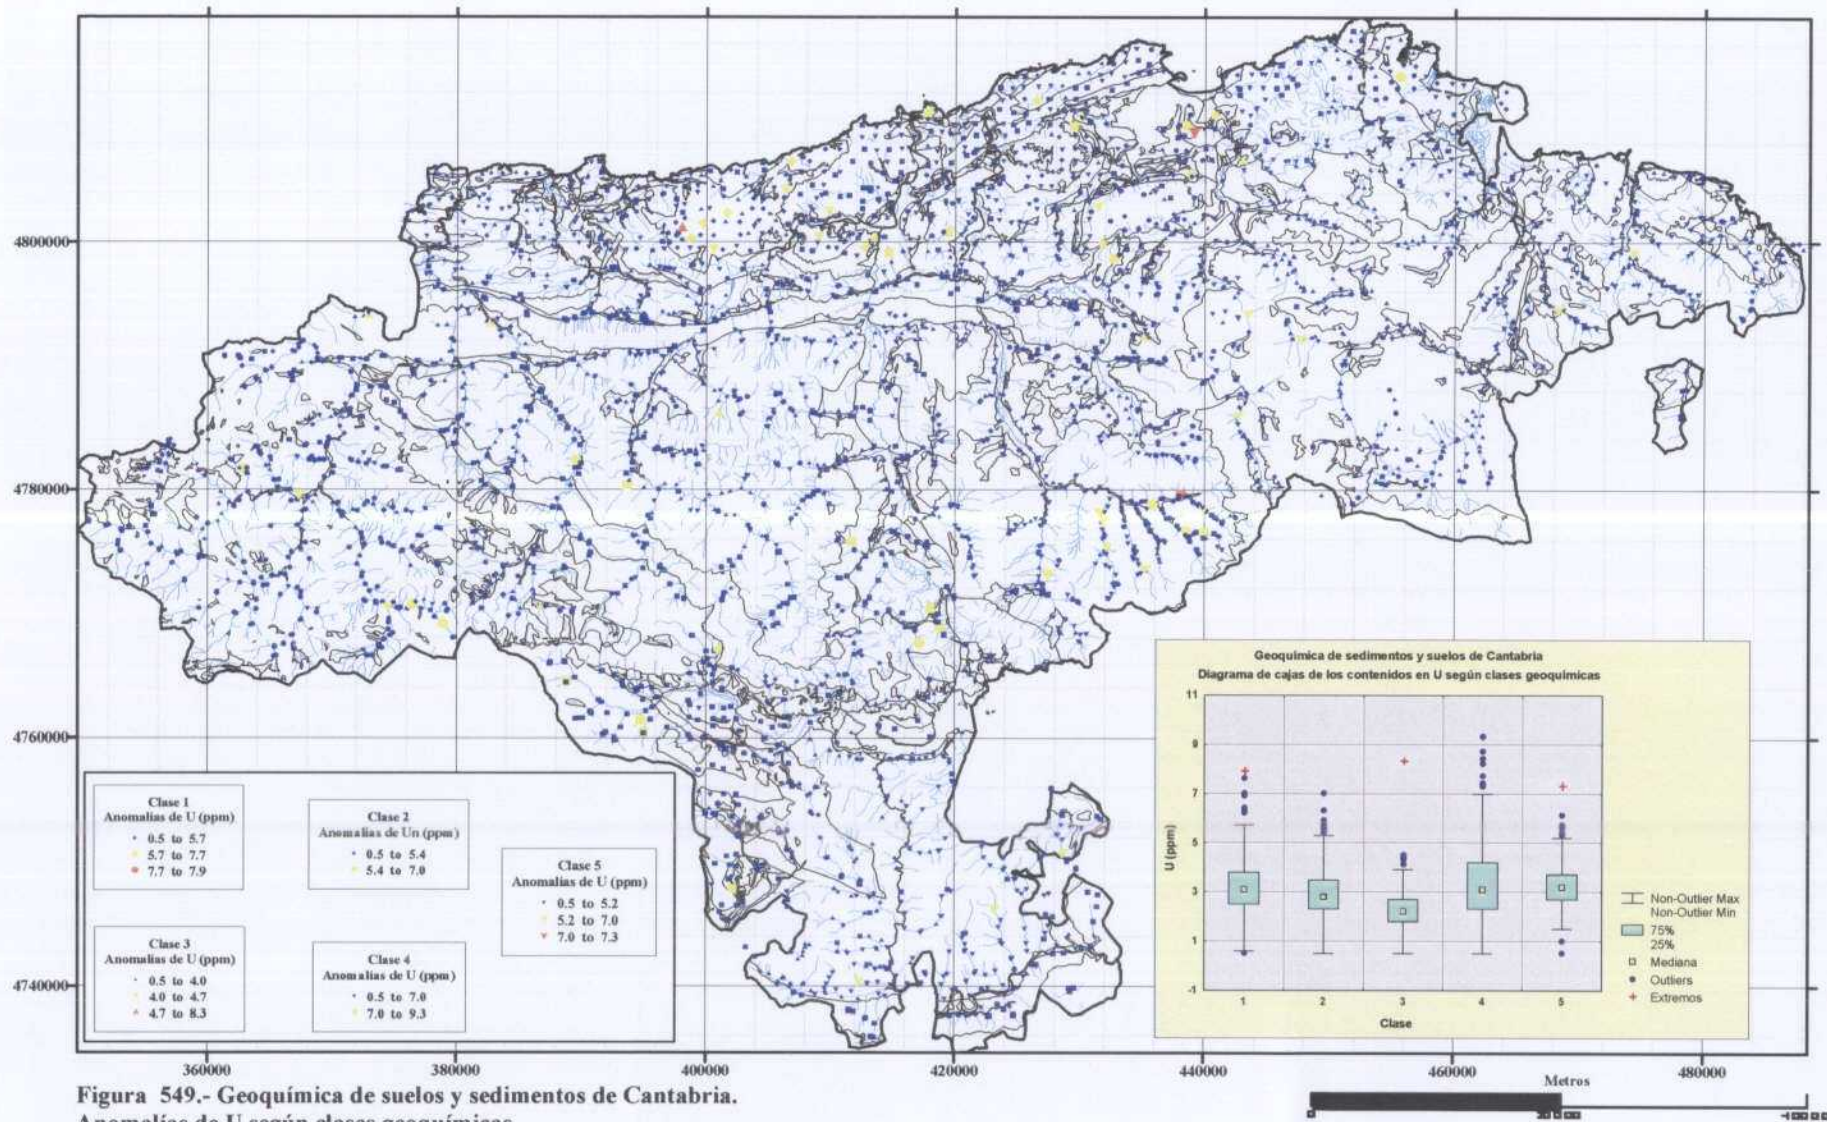 4800000
4780000
4760000
4740000
360000
380000
400000
420000
440000
460000
480000
Metros
Clase 1
Anomalías de U (ppm)
0.5 to 5.7
5.7 to 7.7
7.7 to 7.9
Clase 2
Anomalías de Un (ppm)
0.5 to 5.4
5.4 to 7.0
Clase 3
Anomalías de U (ppm)
0.5 to 4.0
4.0 to 4.7
4.7 to 8.3
Clase 4
Anomalías de U (ppm)
0.5 to 7.0
7.0 to 9.3
Clase 5
Anomalías de U (ppm)
0.5 to 5.2
5.2 to 7.0
7.0 to 7.3
Geoquímica de sedimentos y suelos de Cantabria
Diagrama de cajas de los contenidos en U según clases geoquímicas
U (ppm)
11
9
7
5
3
1
-1
1
2
3
4
5
Clase
Non-Outlier Max
Non-Outlier Min
75%
25%
Mediana
Outliers
Extremos
Figura 549.- Geoquímica de suelos y sedimentos de Cantabria.
Anomalías de U según clases geoquímicas